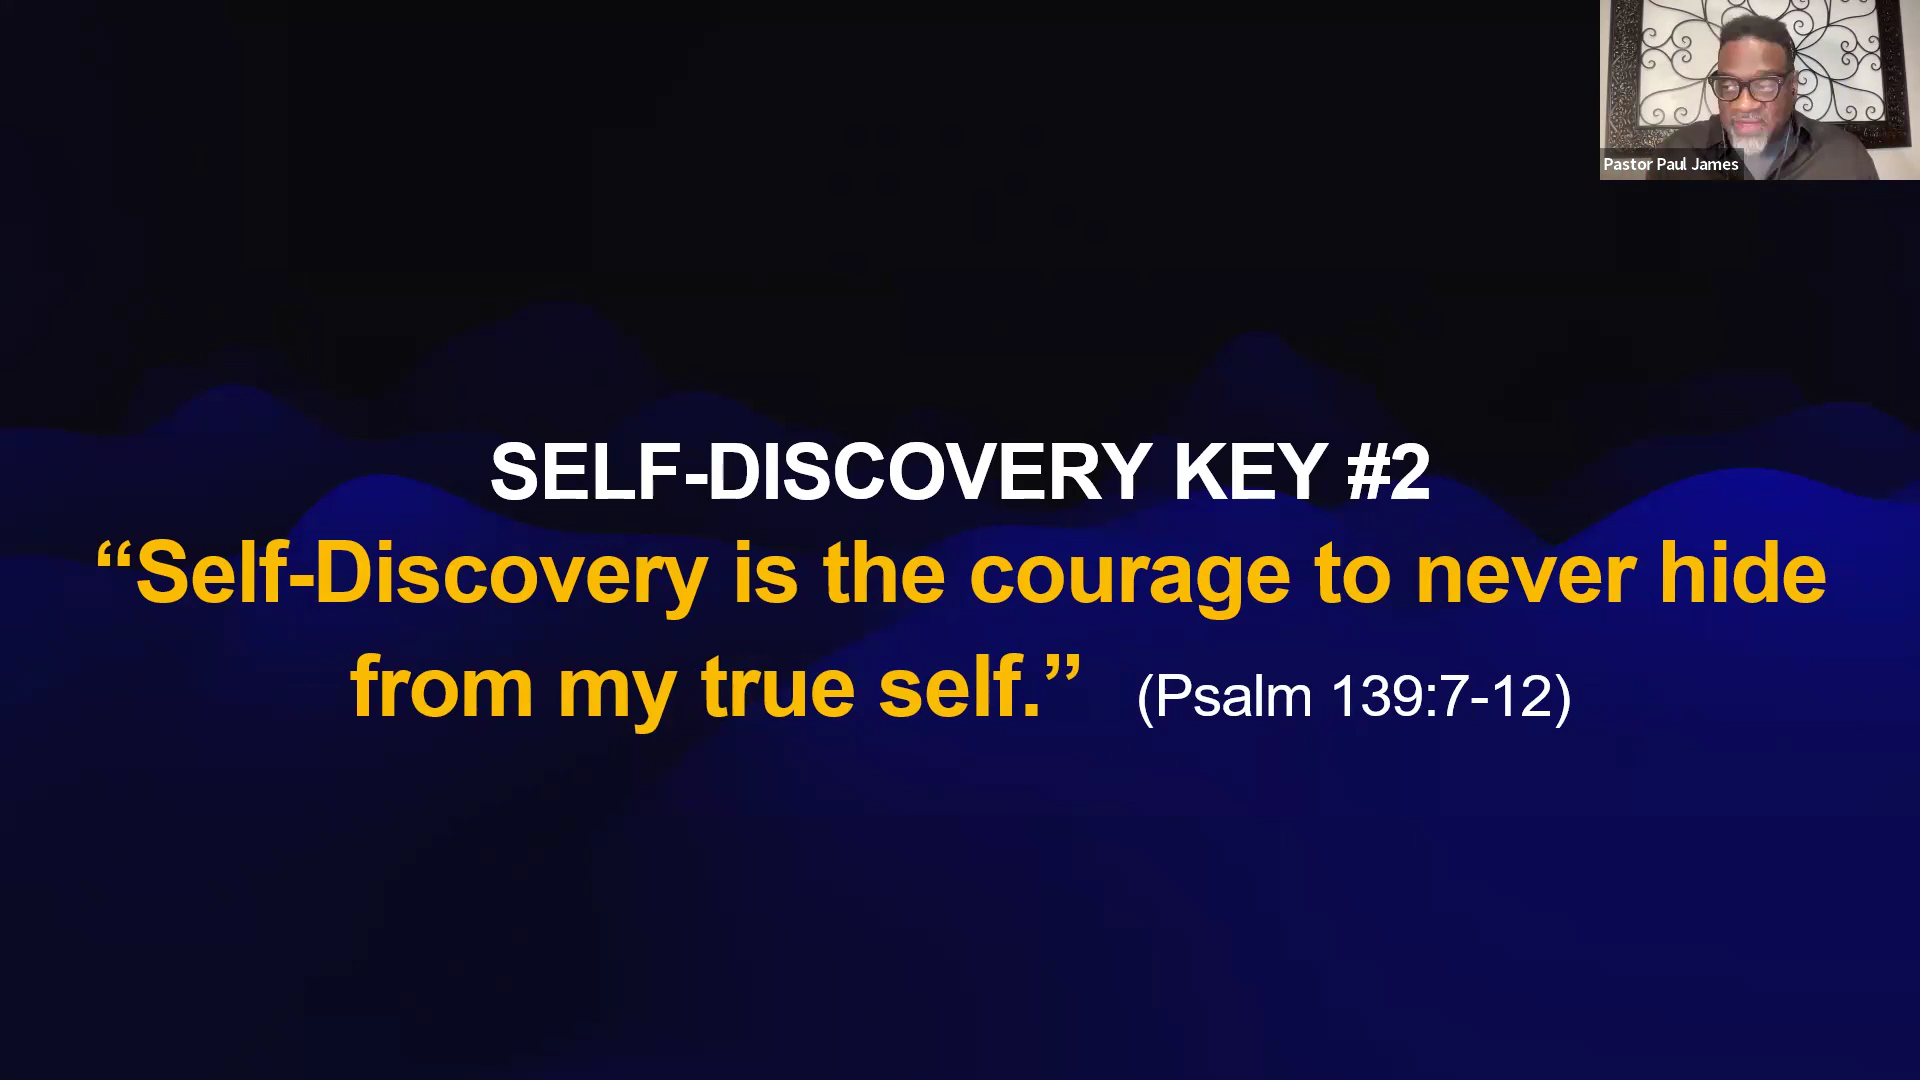 Pastor Paul James
SELF-DISCOVERY KEY #2
“Self-Discovery is the courage to never hide
from my true self.” (Psalm 139:7-12)